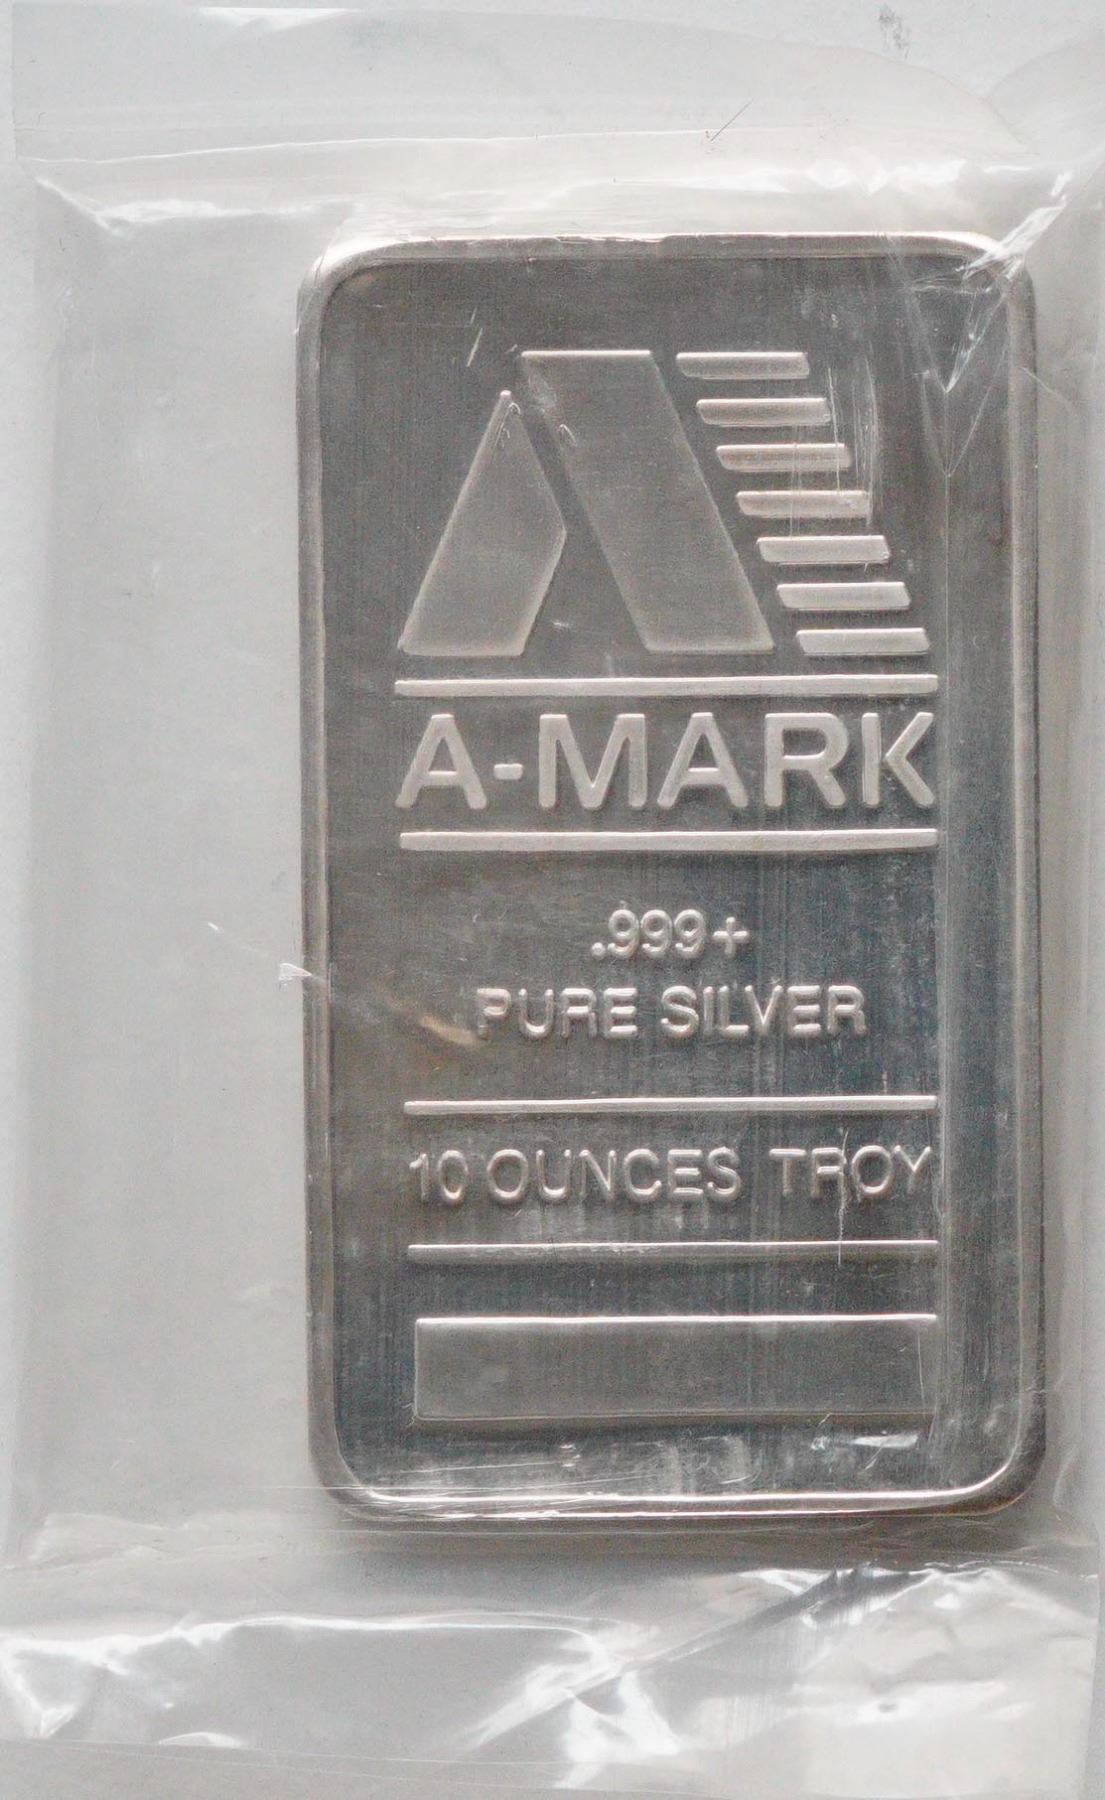 A-MARK
.999+
PURE SILVER
10 OUNCES TROY